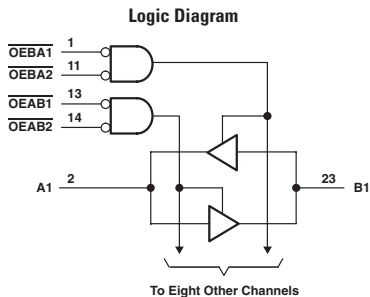 Logic Diagram
OEBA1 1
OEBA2 11
OEAB1 13
OEAB2 14
A1 2
23 B1
To Eight Other Channels